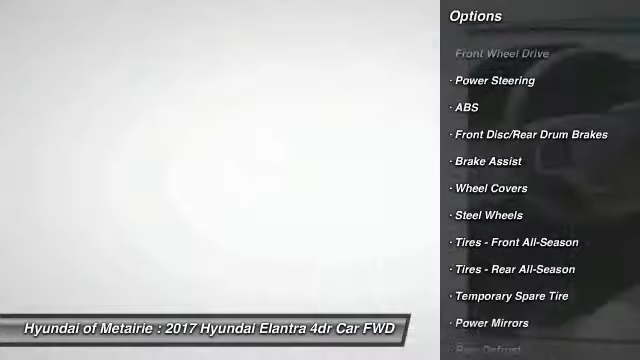 Options
· Front Wheel Drive
· Power Steering
· ABS
· Front Disc/Rear Drum Brakes
· Brake Assist
· Wheel Covers
· Steel Wheels
· Tires - Front All-Season
· Tires - Rear All-Season
· Temporary Spare Tire
· Power Mirrors
Hyundai of Metairie : 2017 Hyundai Elantra 4dr Car FWD